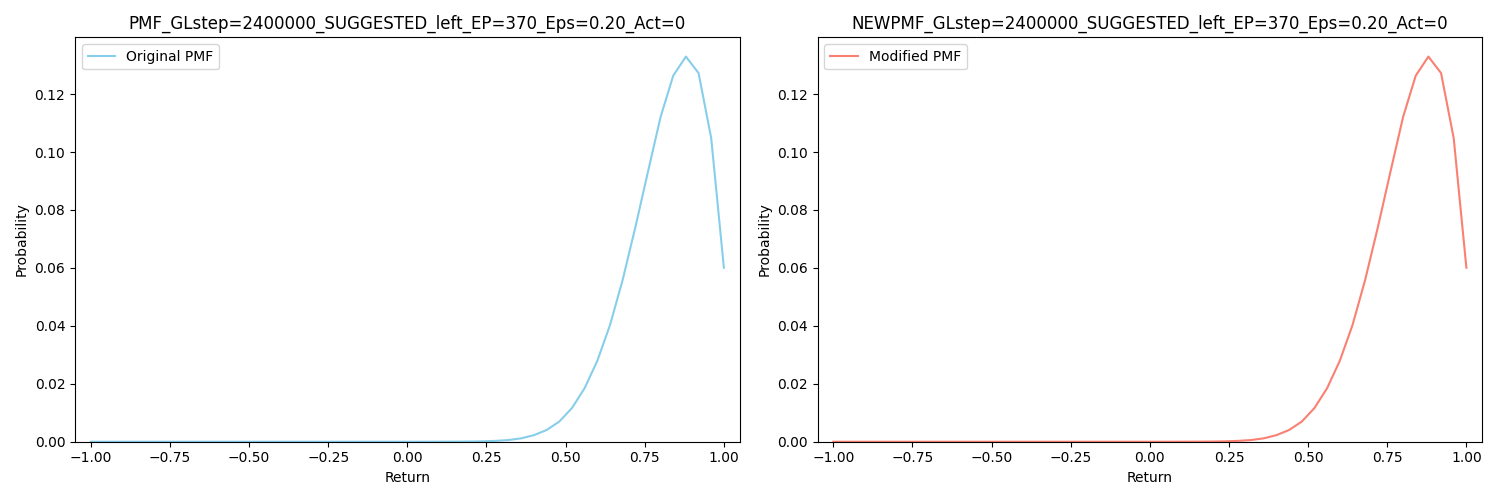 PMF_GLstep=2400000_SUGGESTED_left_EP=370_Eps=0.20_Act=0
Original PMF
Probability
0.12
0.10
0.08
0.06
0.04
0.02
0.00
−1.00 −0.75 −0.50 −0.25 0.00 0.25 0.50 0.75 1.00
Return
NEWPMF_GLstep=2400000_SUGGESTED_left_EP=370_Eps=0.20_Act=0
Modified PMF
Probability
0.12
0.10
0.08
0.06
0.04
0.02
0.00
−1.00 −0.75 −0.50 −0.25 0.00 0.25 0.50 0.75 1.00
Return